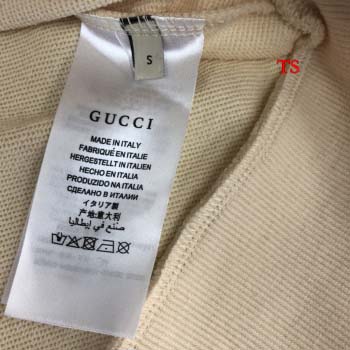 S
TS
GUCCI
MADE IN ITALY
FABRIQUÉ EN ITALIE
HERGESTELLT IN ITALIEN
HECHO EN ITALIA
PRODUZIDO NA ITALIA
СДЕЛАНО В ИТАЛИИ
イタリア製
产地:意大利
صنع في إيطاليا